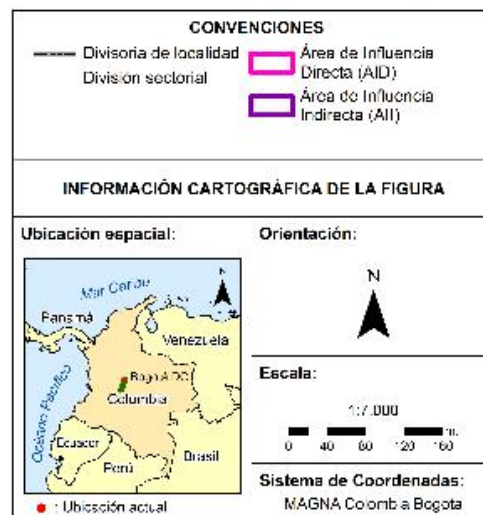 CONVENCIONES
Divisoria de localidad
División sectorial
Área de Influencia
Directa (AID)
Área de Influencia
Indirecta (AII)
INFORMACIÓN CARTOGRÁFICA DE LA FIGURA
Ubicación espacial:
Mar Caribe
N
Panamá
Venezuela
Bogotá DC
Colombia
Océano Pacífico
Ecuador
Perú
Brasil
: Ubicación actual
Orientación:
N
Escala:
1:7.000
0 40 80 120 160 m.
Sistema de Coordenadas:
MAGNA Colombia Bogota